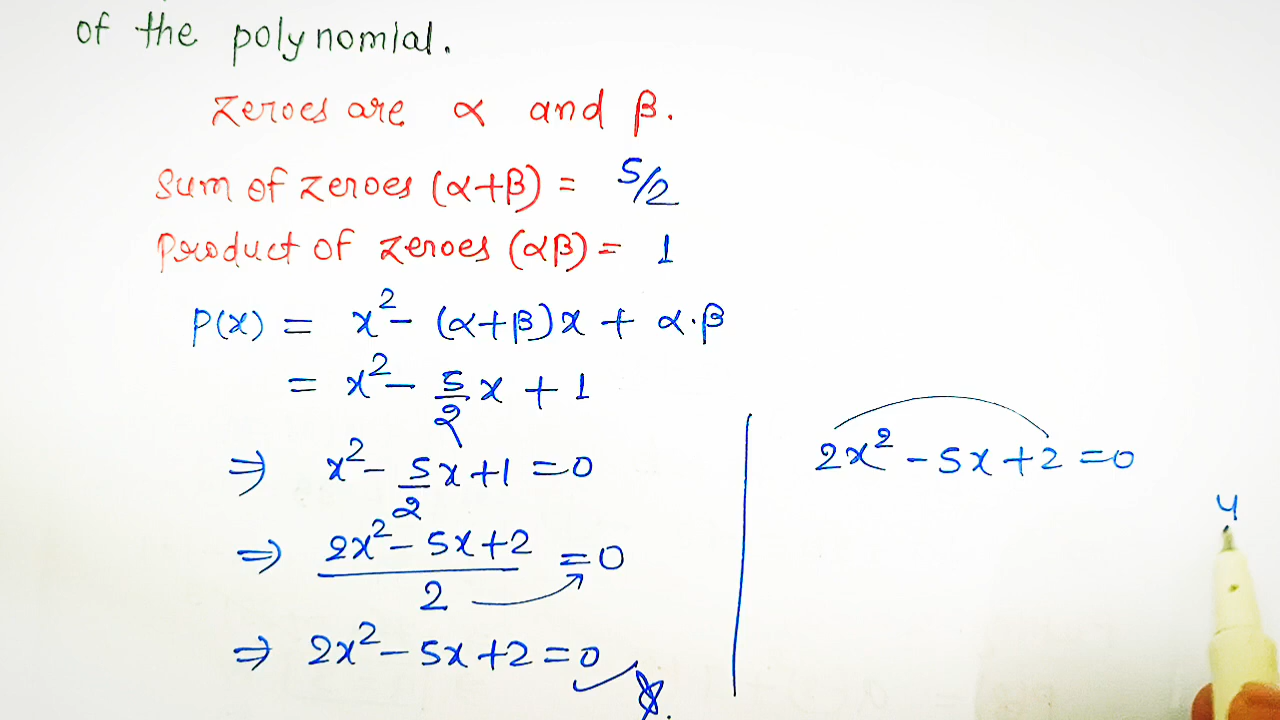 of the polynomial.
Zeroes are α and β.
Sum of zeroes (α+β) = 5/2
Product of zeroes (αβ) = 1
P(x) = x² - (α+β)x + α·β
= x² - 5/2 x + 1
⇒ x² - 5/2 x + 1 = 0
⇒ (2x² - 5x + 2)/2 = 0
⇒ 2x² - 5x + 2 = 0
2x² - 5x + 2 = 0
4